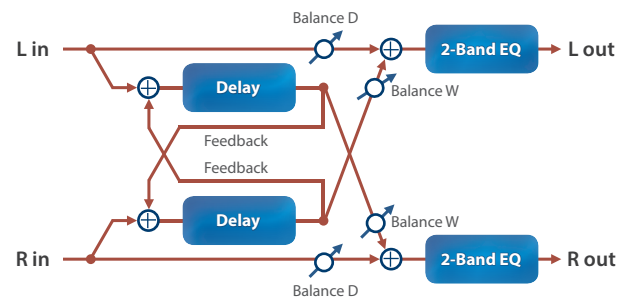 Balance D
L in
2-Band EQ
L out
Delay
Balance W
Feedback
Feedback
Delay
Balance W
R in
2-Band EQ
R out
Balance D